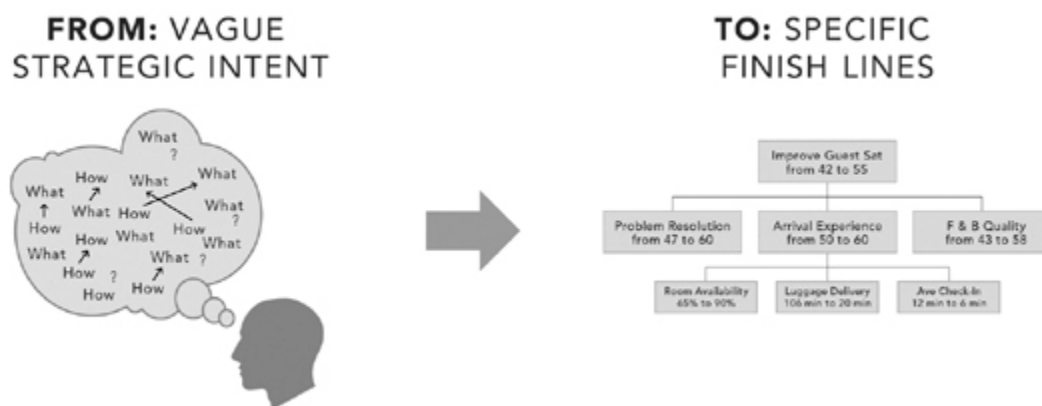 FROM: VAGUE
STRATEGIC INTENT
What
?
How
What
What
What
What
How
What
?
How
How
What
How
What
What
How
?
What
?
How
How
TO: SPECIFIC
FINISH LINES
Improve Guest Sat
from 42 to 55
Problem Resolution
from 47 to 60
Arrival Experience
from 50 to 60
F & B Quality
from 43 to 58
Room Availability
65% to 90%
Luggage Delivery
106 min to 20 min
Ave Check-In
12 min to 6 min